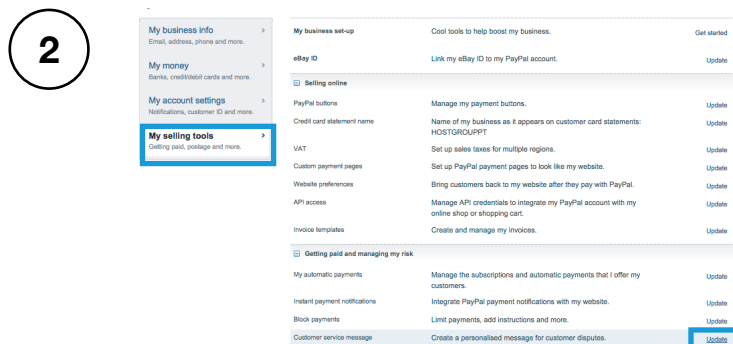 2
My business info >
Email, address, phone and more.
My money >
Banks, credit/debit cards and more.
My account settings >
Notifications, customer ID and more.
My selling tools >
Getting paid, postage and more.
My business set-up Cool tools to help boost my business. Get started
eBay ID Link my eBay ID to my PayPal account. Update
Selling online
PayPal buttons Manage my payment buttons. Update
Credit card statement name Name of my business as it appears on customer card statements: Update
HOSTGROUPPT
VAT Set up sales taxes for multiple regions. Update
Custom payment pages Set up PayPal payment pages to look like my website. Update
Website preferences Bring customers back to my website after they pay with PayPal. Update
API access Manage API credentials to integrate my PayPal account with my Update
online shop or shopping cart.
Invoice templates Create and manage my invoices. Update
Getting paid and managing my risk
My automatic payments Manage the subscriptions and automatic payments that I offer my Update
customers.
Instant payment notifications Integrate PayPal payment notifications with my website. Update
Block payments Limit payments, add instructions and more. Update
Customer service message Create a personalised message for customer disputes. Update